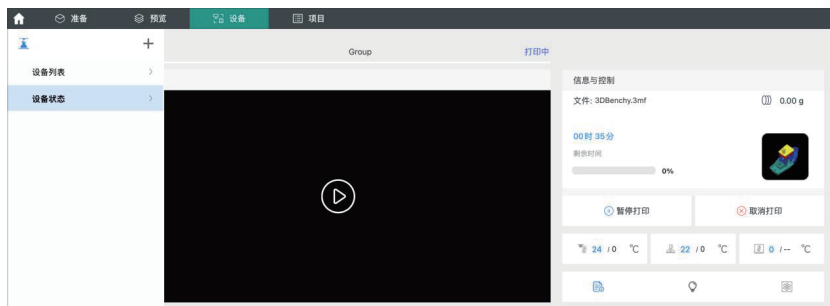 准备 预览 设备 项目
设备列表
设备状态
Group 打印中
信息与控制
文件: 3DBenchy.3mf 0.00 g
00时 35分
剩余时间
0%
暂停打印 取消打印
24 / 0 ℃ 22 / 0 ℃ 0 / -- ℃